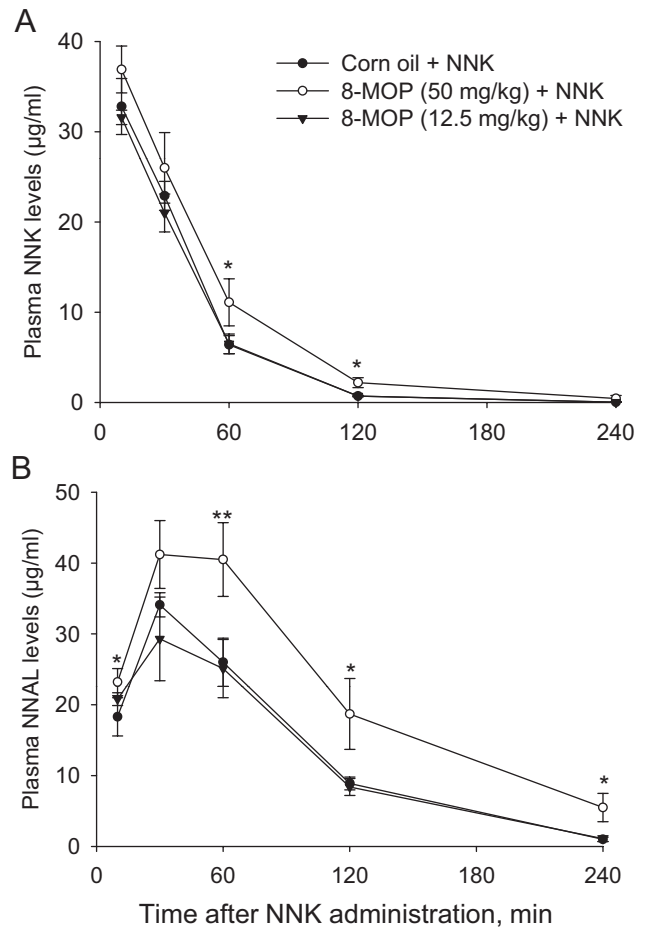 A
40
30
20
10
0
Plasma NNK levels (µg/ml)
Corn oil + NNK
8-MOP (50 mg/kg) + NNK
8-MOP (12.5 mg/kg) + NNK
*
*
0 60 120 180 240
B
50
40
30
20
10
0
Plasma NNAL levels (µg/ml)
*
**
*
*
0 60 120 180 240
Time after NNK administration, min